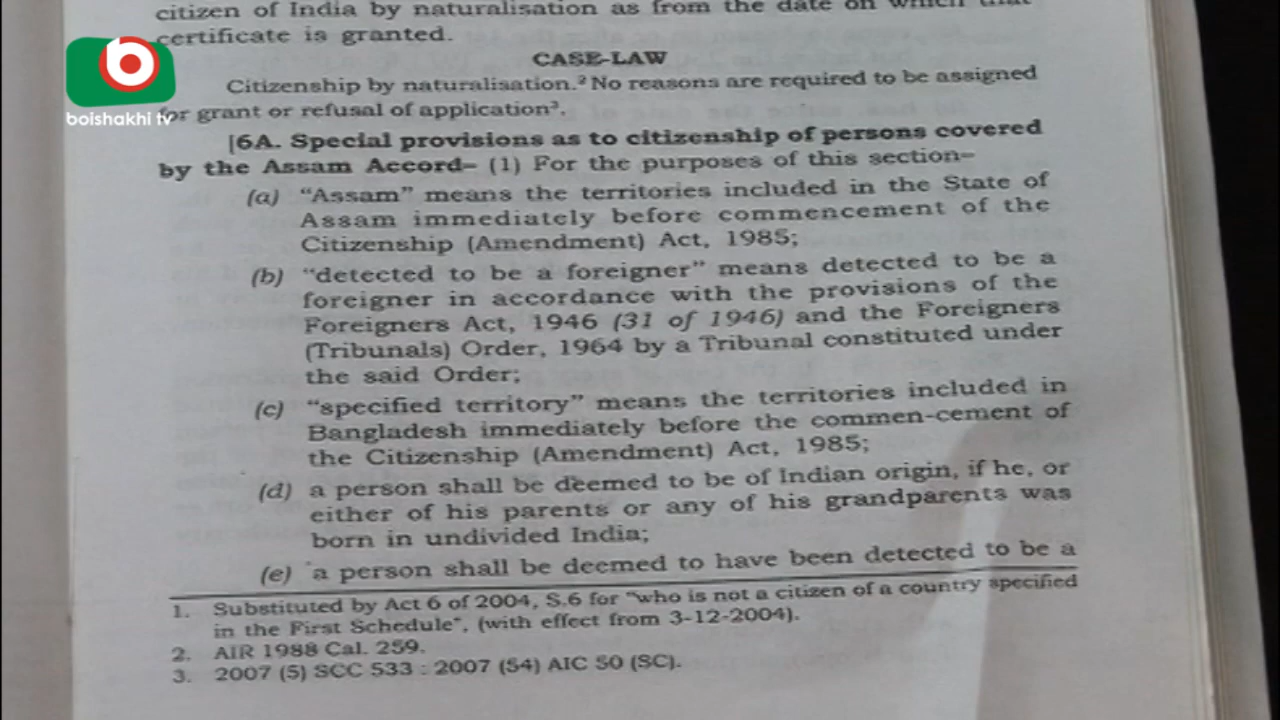 citizen of India by naturalisation as from the date on which that
certificate is granted.
CASE-LAW
Citizenship by naturalisation.² No reasons are required to be assigned
for grant or refusal of application³.
[6A. Special provisions as to citizenship of persons covered
by the Assam Accord– (1) For the purposes of this section–
(a) “Assam” means the territories included in the State of
Assam immediately before commencement of the
Citizenship (Amendment) Act, 1985;
(b) “detected to be a foreigner” means detected to be a
foreigner in accordance with the provisions of the
Foreigners Act, 1946 (31 of 1946) and the Foreigners
(Tribunals) Order, 1964 by a Tribunal constituted under
the said Order;
(c) “specified territory” means the territories included in
Bangladesh immediately before the commen-cement of
the Citizenship (Amendment) Act, 1985;
(d) a person shall be deemed to be of Indian origin, if he, or
either of his parents or any of his grandparents was
born in undivided India;
(e) a person shall be deemed to have been detected to be a
1. Substituted by Act 6 of 2004, S.6 for "who is not a citizen of a country specified
in the First Schedule", (with effect from 3-12-2004).
2. AIR 1988 Cal. 259.
3. 2007 (5) SCC 533 : 2007 (54) AIC 50 (SC).
boishakhi tv